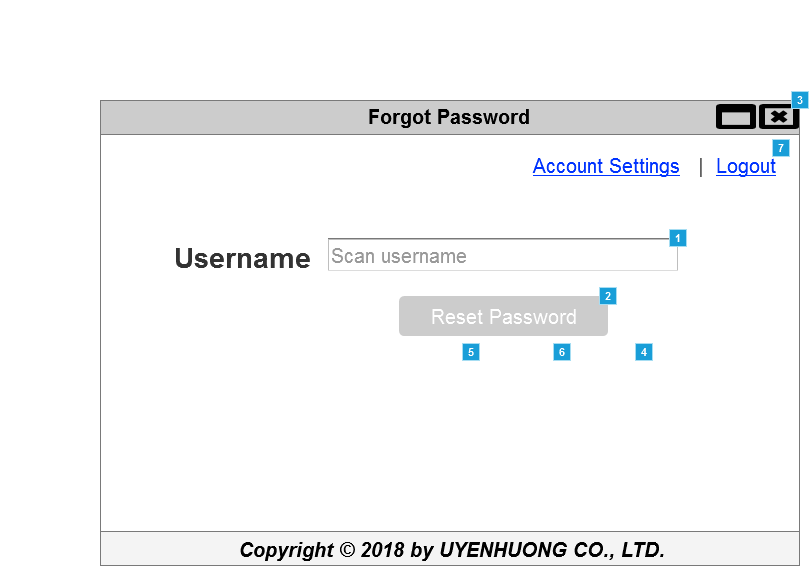 3
Forgot Password
7
Account Settings | Logout
1
Username Scan username
2
Reset Password
5 6 4
Copyright © 2018 by UYENHUONG CO., LTD.